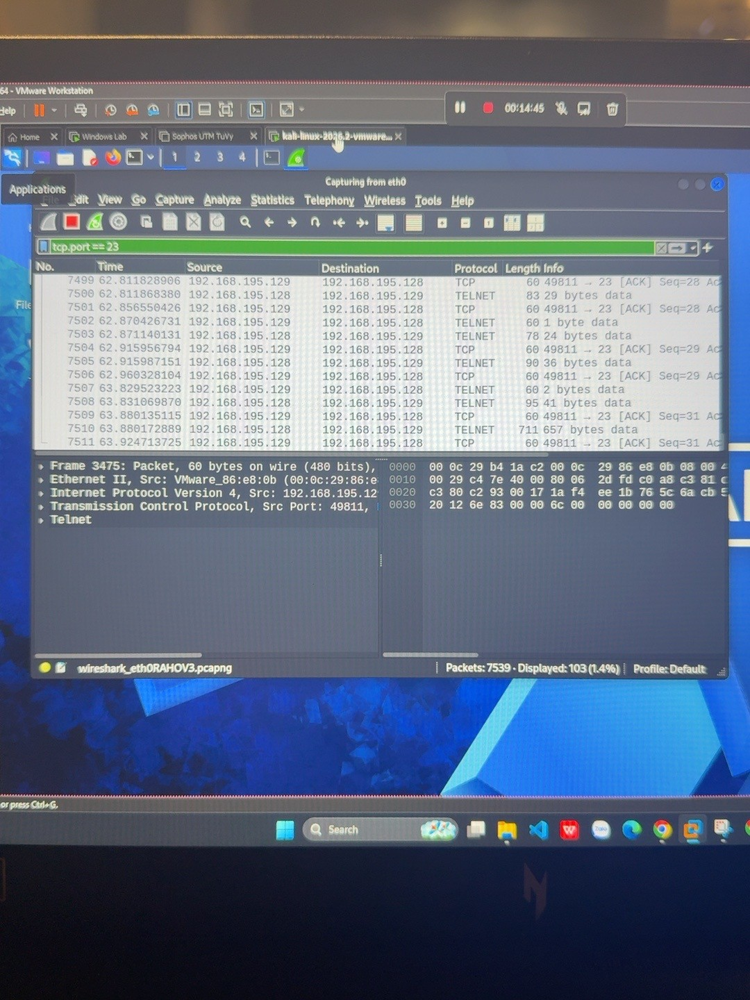 64 - VMware Workstation
Help
00:14:45
Home
Windows Lab
Sophos UTM TuVy
kali-linux-2026.2-vmware...
1 2 3 4
Applications
Capturing from eth0
Edit View Go Capture Analyze Statistics Telephony Wireless Tools Help
tcp.port == 23
No. Time Source Destination Protocol Length Info
7499 62.811828906 192.168.195.129 192.168.195.128 TCP 60 49811 → 23 [ACK] Seq=28 Ac
7500 62.811868380 192.168.195.128 192.168.195.129 TELNET 83 29 bytes data
7501 62.856550426 192.168.195.129 192.168.195.128 TCP 60 49811 → 23 [ACK] Seq=28 Ac
7502 62.870426731 192.168.195.129 192.168.195.128 TELNET 60 1 byte data
7503 62.871140131 192.168.195.128 192.168.195.129 TELNET 78 24 bytes data
7504 62.915956794 192.168.195.129 192.168.195.128 TCP 60 49811 → 23 [ACK] Seq=29 Ac
7505 62.915987151 192.168.195.128 192.168.195.129 TELNET 90 36 bytes data
7506 62.960328104 192.168.195.129 192.168.195.128 TCP 60 49811 → 23 [ACK] Seq=29 Ac
7507 63.829523223 192.168.195.129 192.168.195.128 TELNET 60 2 bytes data
7508 63.831069870 192.168.195.128 192.168.195.129 TELNET 95 41 bytes data
7509 63.880135115 192.168.195.129 192.168.195.128 TCP 60 49811 → 23 [ACK] Seq=31 Ac
7510 63.880172889 192.168.195.128 192.168.195.129 TELNET 711 657 bytes data
7511 63.924713725 192.168.195.129 192.168.195.128 TCP 60 49811 → 23 [ACK] Seq=31 Ac
File
Frame 3475: Packet, 60 bytes on wire (480 bits),
Ethernet II, Src: VMware_86:e8:0b (00:0c:29:86:e
Internet Protocol Version 4, Src: 192.168.195.12
Transmission Control Protocol, Src Port: 49811,
Telnet
0000 00 0c 29 b4 1a c2 00 0c 29 86 e8 0b 08 00 4
0010 00 29 c4 7e 40 00 80 06 2d fd c0 a8 c3 81 c
0020 c3 80 c2 93 00 17 1a f4 ee 1b 76 5c 6a cb 5
0030 20 12 6e 83 00 00 6c 00 00 00 00 00
wireshark_eth0RAHOV3.pcapng
Packets: 7539 · Displayed: 103 (1.4%)
Profile: Default
or press Ctrl+G.
Search
Zalo